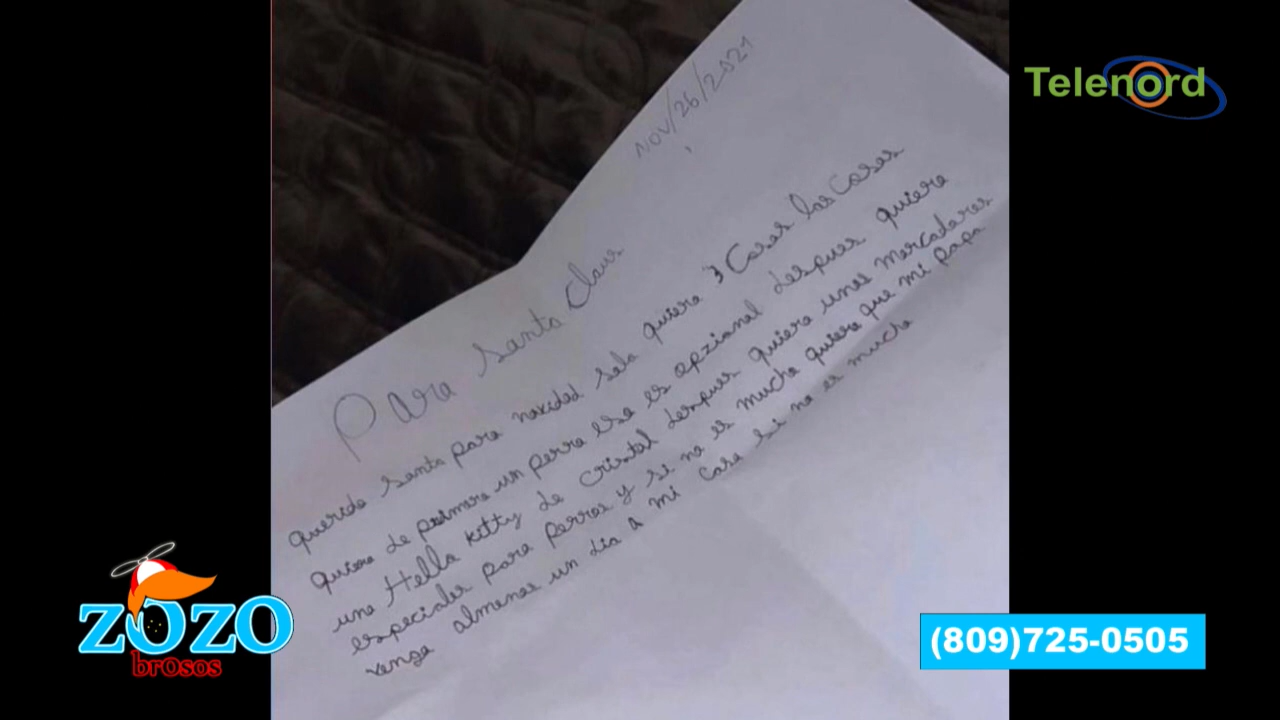 NOV/26/2021
Para Santa Claus
querido santa para navidad solo quiero 3 Cosas las Cosas
quiero de primero un perro eso es opzional despues quiero
una Hello kitty de cristal despues quiero unos marcadores
especiales para perros y si no es mucho quiero que mi papa
venga almenos un dia a mi casa si no es mucho
Telenord
ZOZO
brOsos
(809)725-0505